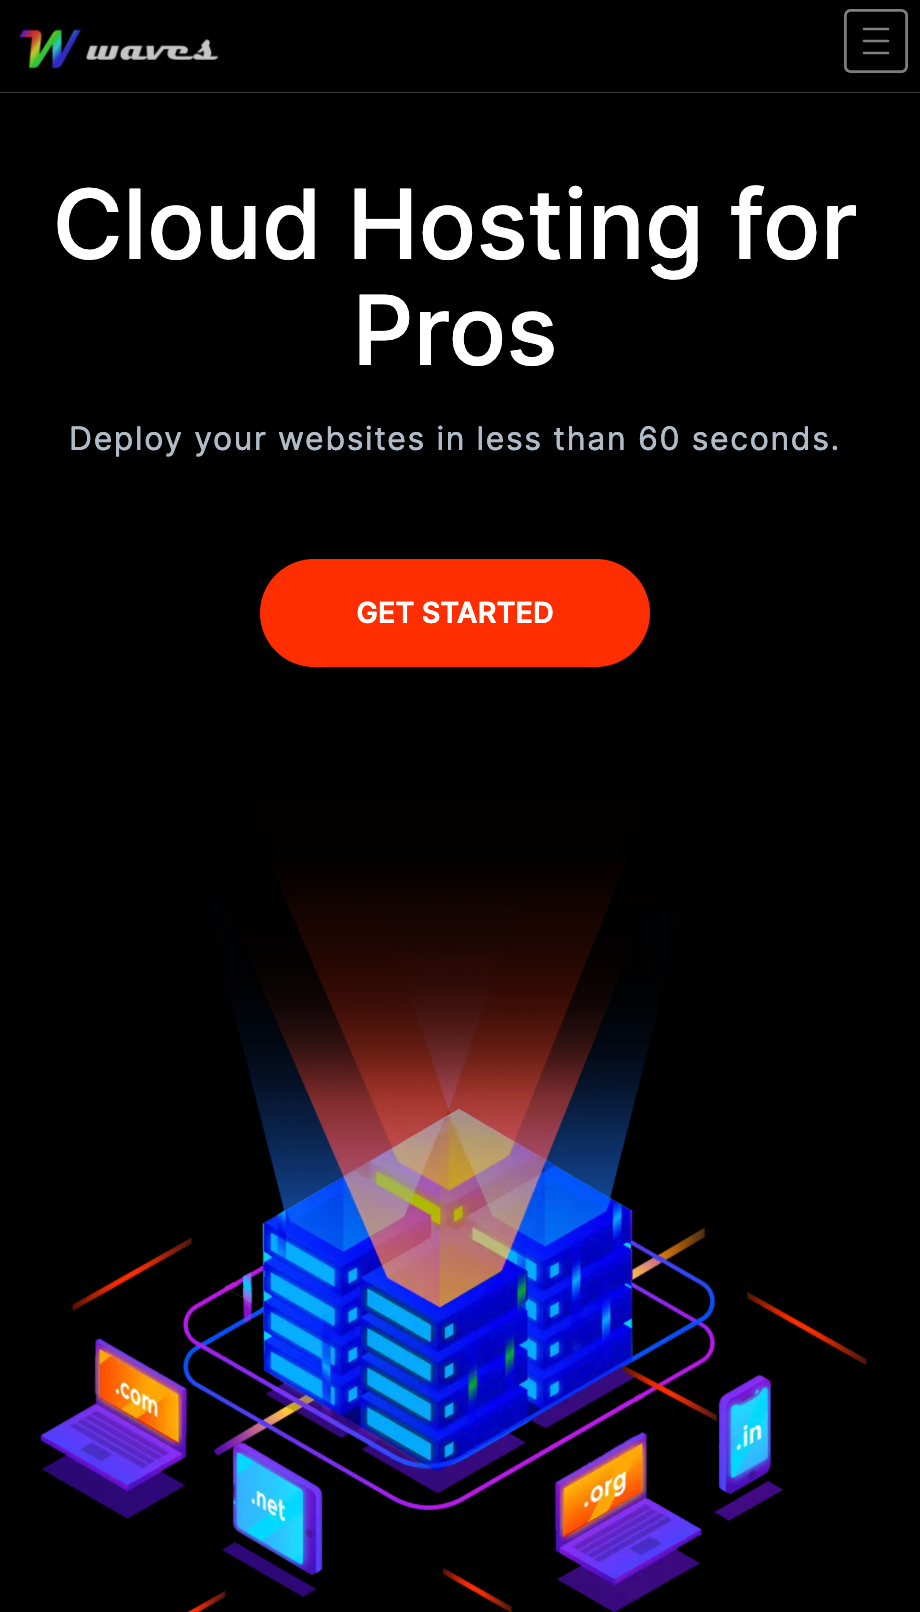 W waves
Cloud Hosting for
Pros
Deploy your websites in less than 60 seconds.
GET STARTED
.com
.in
.org
.net